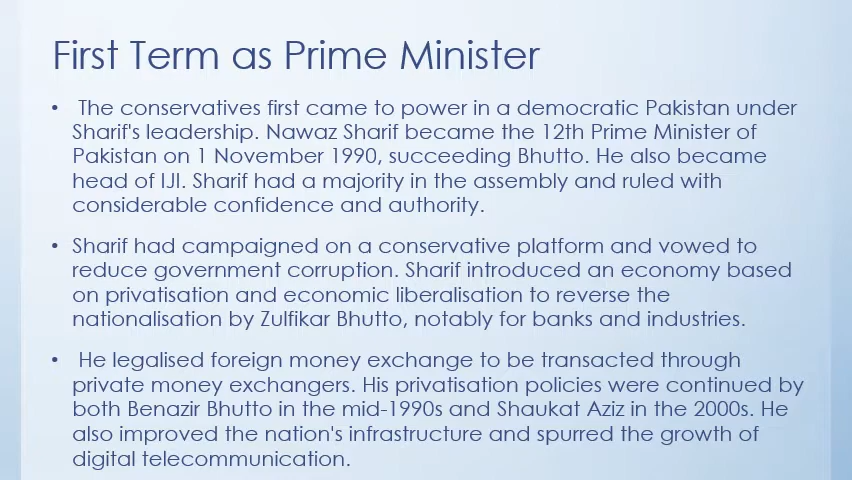 First Term as Prime Minister
• The conservatives first came to power in a democratic Pakistan under
Sharif's leadership. Nawaz Sharif became the 12th Prime Minister of
Pakistan on 1 November 1990, succeeding Bhutto. He also became
head of IJI. Sharif had a majority in the assembly and ruled with
considerable confidence and authority.
• Sharif had campaigned on a conservative platform and vowed to
reduce government corruption. Sharif introduced an economy based
on privatisation and economic liberalisation to reverse the
nationalisation by Zulfikar Bhutto, notably for banks and industries.
• He legalised foreign money exchange to be transacted through
private money exchangers. His privatisation policies were continued by
both Benazir Bhutto in the mid-1990s and Shaukat Aziz in the 2000s. He
also improved the nation's infrastructure and spurred the growth of
digital telecommunication.